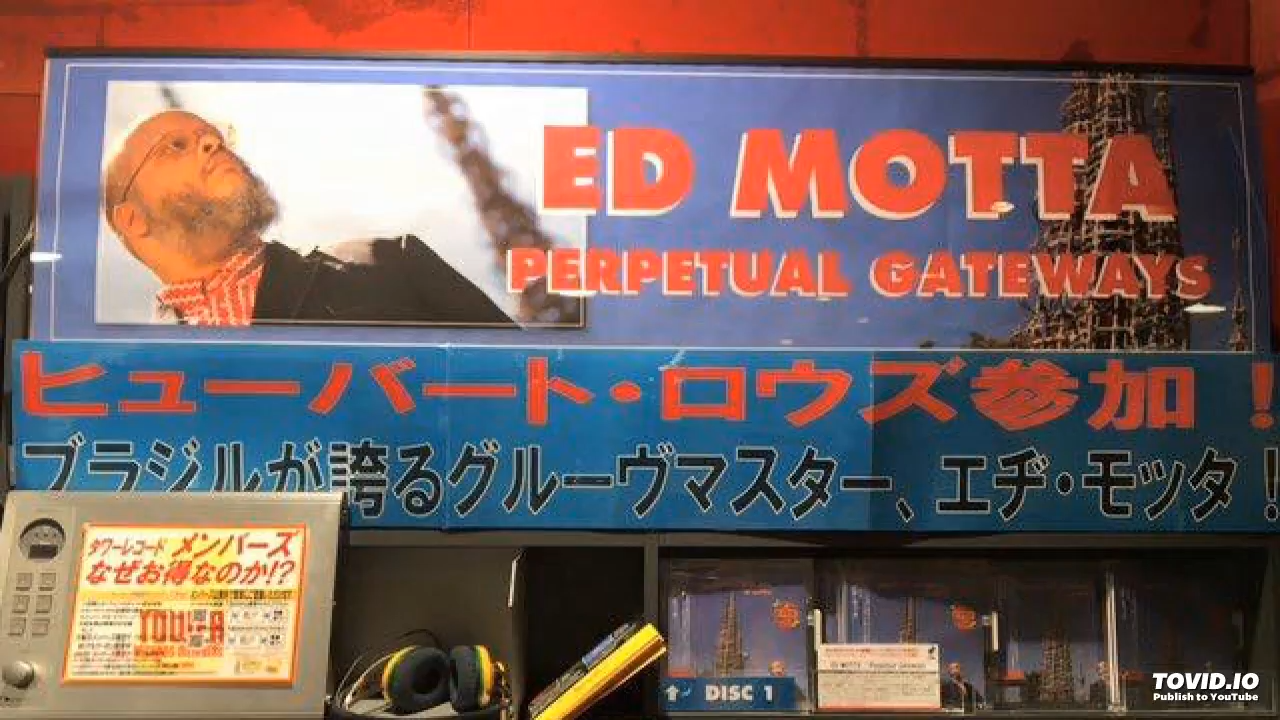 ED MOTTA
PERPETUAL GATEWAYS
ヒューバート・ロウズ参加!
ブラジルが誇るグルーヴマスター、エヂ・モッタ!
タワーレコード メンバーズ
なぜお得なのか!?
DISC 1
ED MOTTA
TOVID.IO
Publish to YouTube